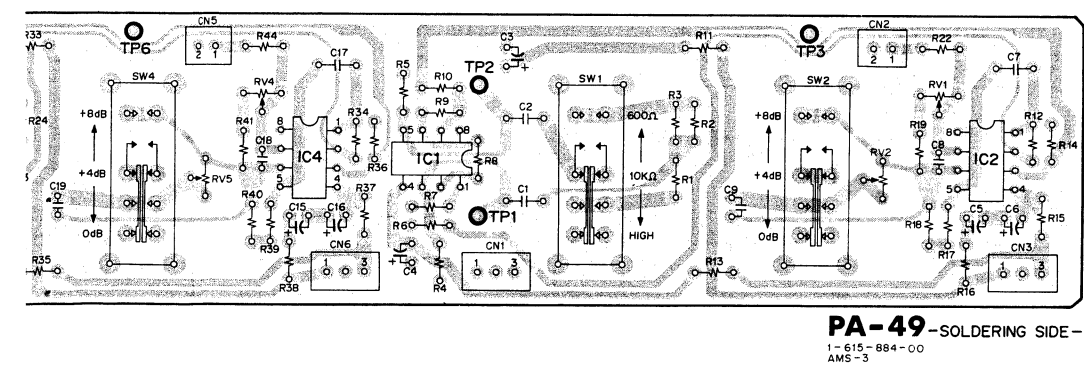 R33
TP6
CN5
2 1
R44
C17
R5
C3
+
R11
TP3
CN2
2 1
R22
C7
SW4
RV4
R10
TP2
SW1
SW2
RV1
R24
+8dB
R41
8
1
R34
R9
C2
600Ω
R3
R2
+8dB
R19
8
1
R12
C18
IC4
R36
5
8
IC1
R8
RV2
C8
IC2
R14
+4dB
RV5
5
4
4
1
10KΩ
R1
+4dB
5
4
C19
R40
R39
C15
C16
R37
R7
C1
C9
R18
R17
C5
C6
R15
0dB
+
+
R6
TP1
HIGH
0dB
+
+
R35
R38
CN6
1 3
+
C4
R4
CN1
1 3
R13
R16
CN3
1 3
PA-49-SOLDERING SIDE-
1-615-884-00
AMS-3